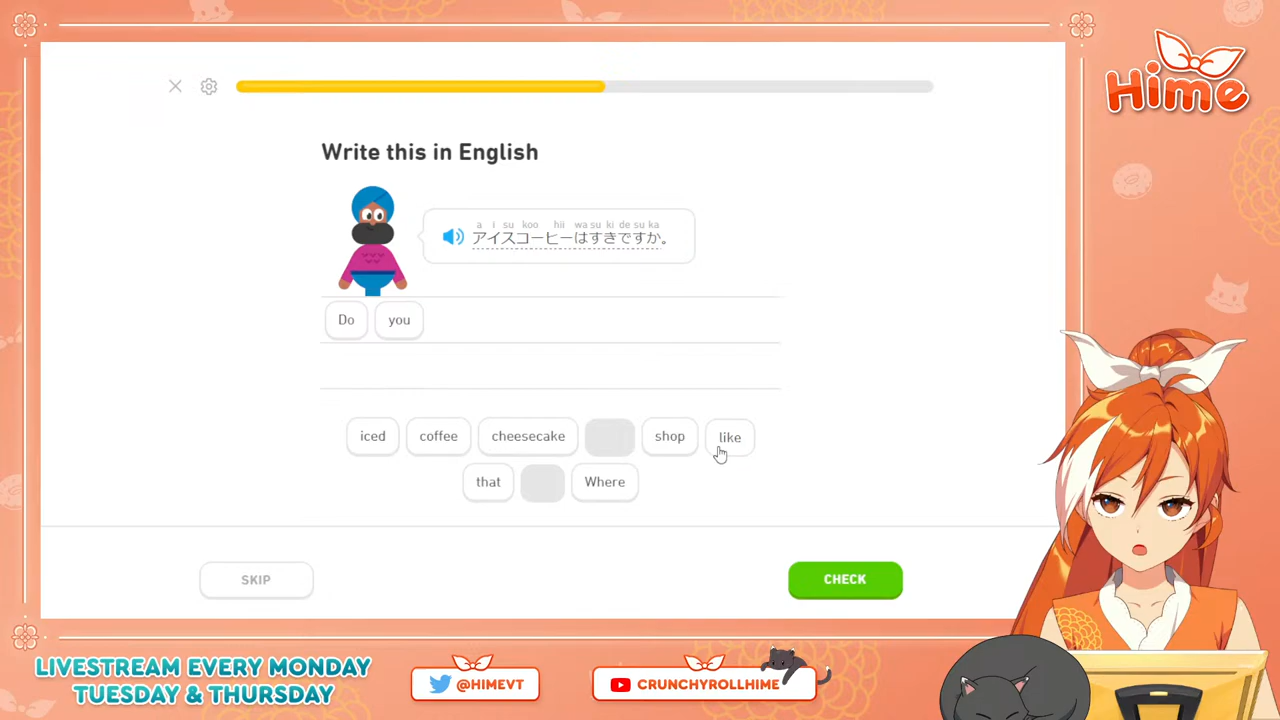 Hime
Write this in English
a i su koo hii wa su ki de su ka
アイスコーヒーはすきですか。
Do you
iced coffee cheesecake shop like
that Where
SKIP
CHECK
LIVESTREAM EVERY MONDAY
TUESDAY & THURSDAY
@HIMEVT
CRUNCHYROLLHIME